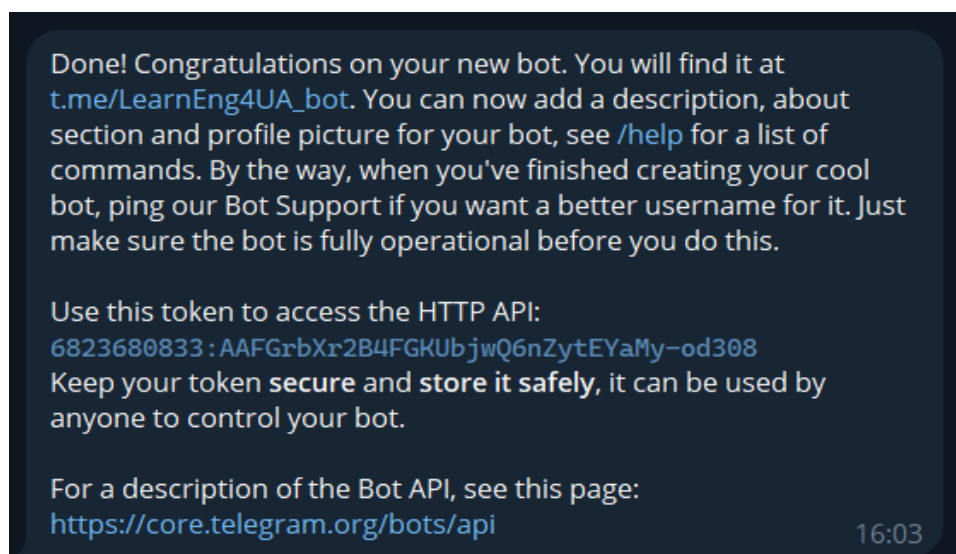 Done! Congratulations on your new bot. You will find it at
t.me/LearnEng4UA_bot. You can now add a description, about
section and profile picture for your bot, see /help for a list of
commands. By the way, when you've finished creating your cool
bot, ping our Bot Support if you want a better username for it. Just
make sure the bot is fully operational before you do this.
Use this token to access the HTTP API:
6823680833:AAFGrbXr2B4FGKUbjwQ6nZytEYaMy-od308
Keep your token secure and store it safely, it can be used by
anyone to control your bot.
For a description of the Bot API, see this page:
https://core.telegram.org/bots/api
16:03